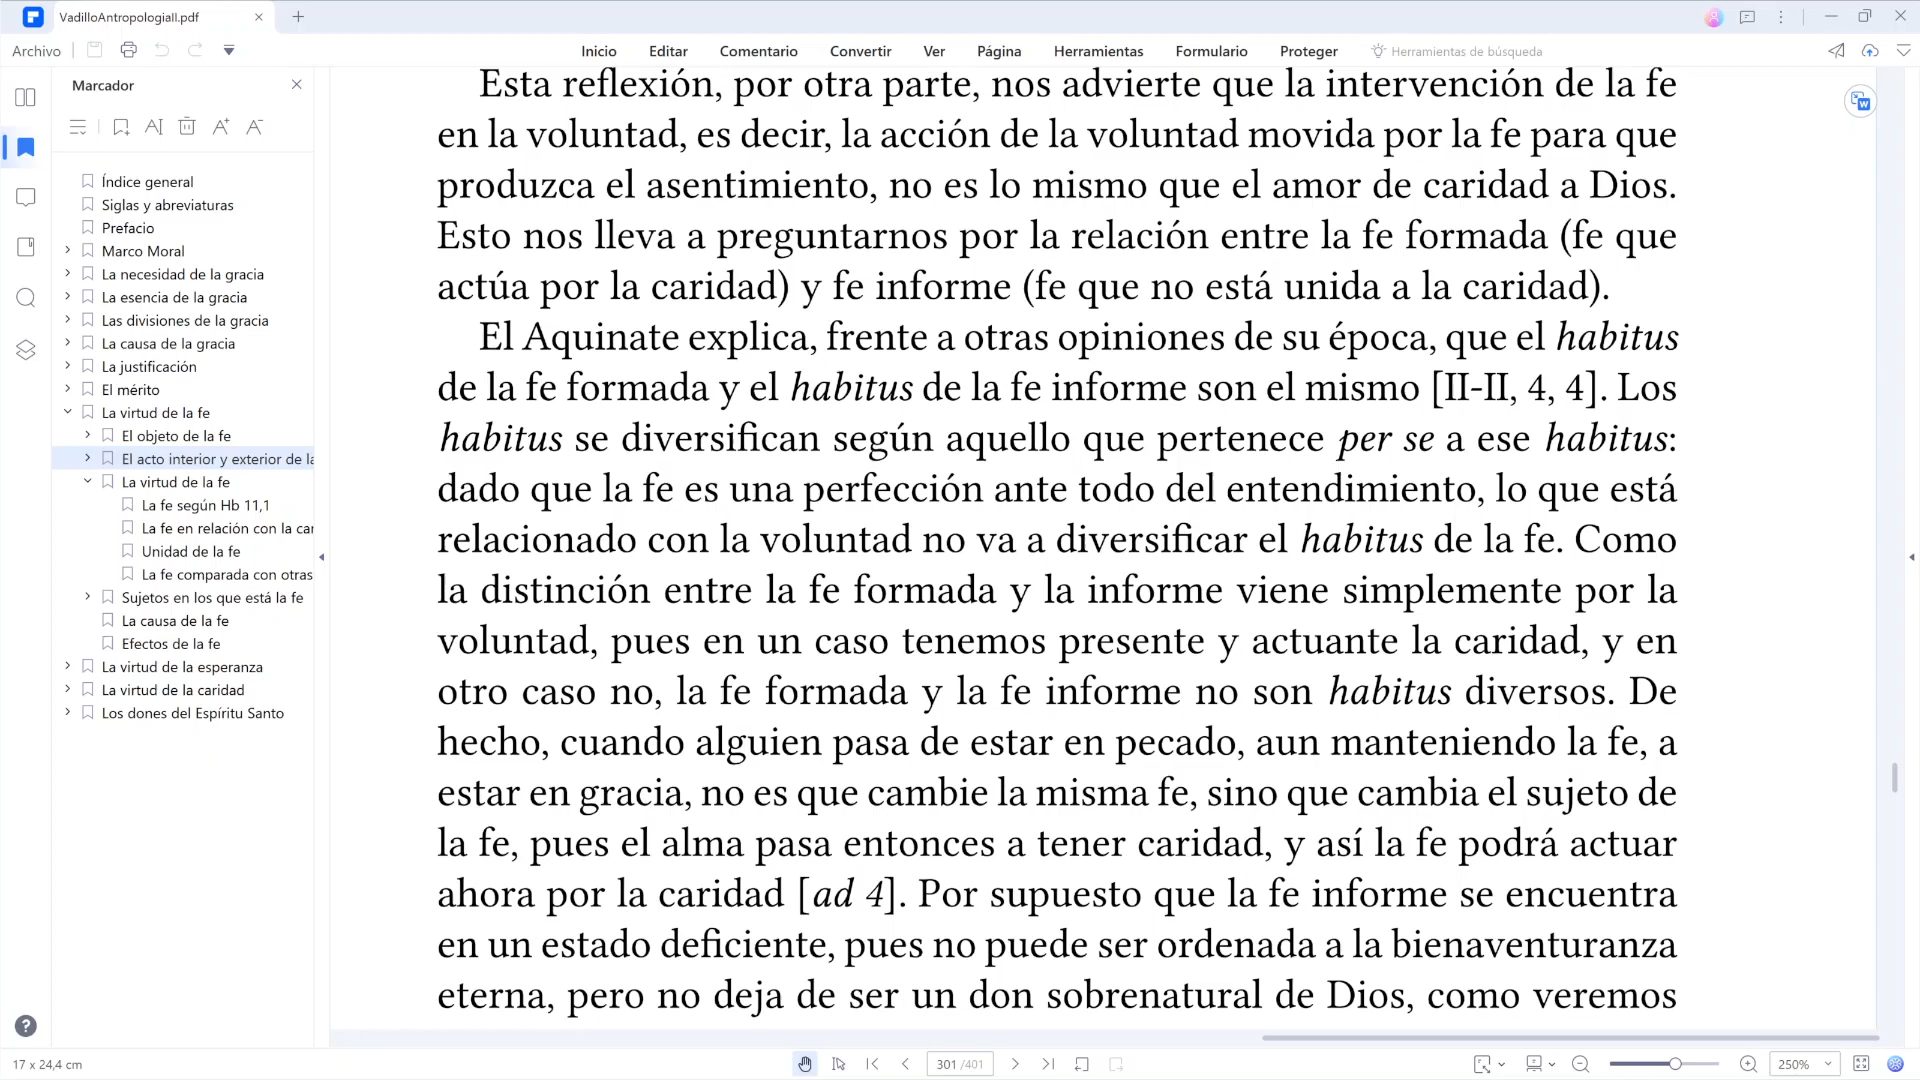 VadilloAntropologiaII.pdf
Archivo
Inicio
Editar
Comentario
Convertir
Ver
Página
Herramientas
Formulario
Proteger
Herramientas de búsqueda
Marcador
Índice general
Siglas y abreviaturas
Prefacio
Marco Moral
La necesidad de la gracia
La esencia de la gracia
Las divisiones de la gracia
La causa de la gracia
La justificación
El mérito
La virtud de la fe
El objeto de la fe
El acto interior y exterior de la
La virtud de la fe
La fe según Hb 11,1
La fe en relación con la car
Unidad de la fe
La fe comparada con otras
Sujetos en los que está la fe
La causa de la fe
Efectos de la fe
La virtud de la esperanza
La virtud de la caridad
Los dones del Espíritu Santo
Esta reflexión, por otra parte, nos advierte que la intervención de la fe
en la voluntad, es decir, la acción de la voluntad movida por la fe para que
produzca el asentimiento, no es lo mismo que el amor de caridad a Dios.
Esto nos lleva a preguntarnos por la relación entre la fe formada (fe que
actúa por la caridad) y fe informe (fe que no está unida a la caridad).
El Aquinate explica, frente a otras opiniones de su época, que el habitus
de la fe formada y el habitus de la fe informe son el mismo [II-II, 4, 4]. Los
habitus se diversifican según aquello que pertenece per se a ese habitus:
dado que la fe es una perfección ante todo del entendimiento, lo que está
relacionado con la voluntad no va a diversificar el habitus de la fe. Como
la distinción entre la fe formada y la informe viene simplemente por la
voluntad, pues en un caso tenemos presente y actuante la caridad, y en
otro caso no, la fe formada y la fe informe no son habitus diversos. De
hecho, cuando alguien pasa de estar en pecado, aun manteniendo la fe, a
estar en gracia, no es que cambie la misma fe, sino que cambia el sujeto de
la fe, pues el alma pasa entonces a tener caridad, y así la fe podrá actuar
ahora por la caridad [ad 4]. Por supuesto que la fe informe se encuentra
en un estado deficiente, pues no puede ser ordenada a la bienaventuranza
eterna, pero no deja de ser un don sobrenatural de Dios, como veremos
17 x 24,4 cm
301 /401
250%